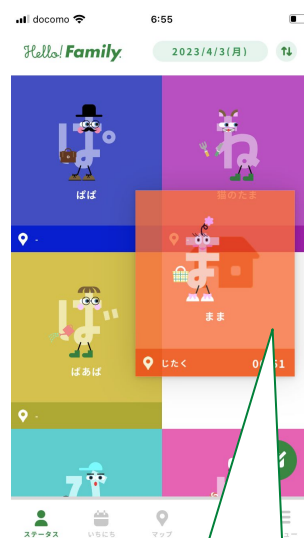 docomo 6:55
Hello! Family.
2023/4/3(月)
ぱ
ぱぱ
-
ね
猫のたま
ま
まま
じたく
ば
ばあば
-
ステータス いちにち マップ